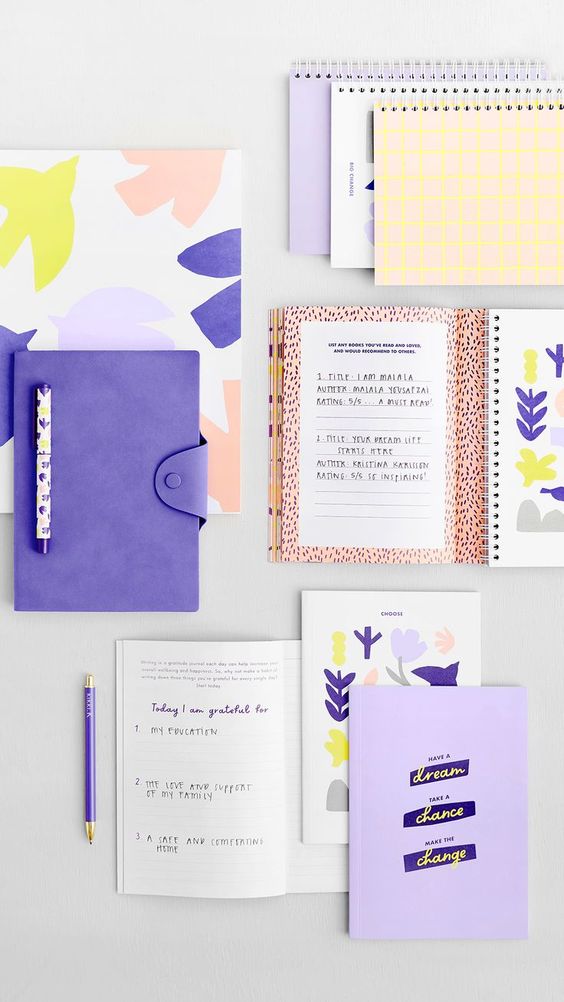 BIG CHANGE
LIST ANY BOOKS YOU'VE READ AND LOVED,
AND WOULD RECOMMEND TO OTHERS.
1. TITLE: I AM MALALA
AUTHOR: MALALA YOUSAFZAI
RATING: 5/5 ... A MUST READ!
2. TITLE: YOUR DREAM LIFE
STARTS HERE
AUTHOR: KRISTINA KARLSSON
RATING: 5/5 SO INSPIRING!
CHOOSE
Writing in a gratitude journal each day can help increase your
overall wellbeing and happiness. So, why not make a habit of
writing down three things you're grateful for every single day?
Start today.
Today I am grateful for
1. MY EDUCATION
2. THE LOVE AND SUPPORT
OF MY FAMILY
3. A SAFE AND COMFORTING
HOME
HAVE A
dream
TAKE A
chance
MAKE THE
change